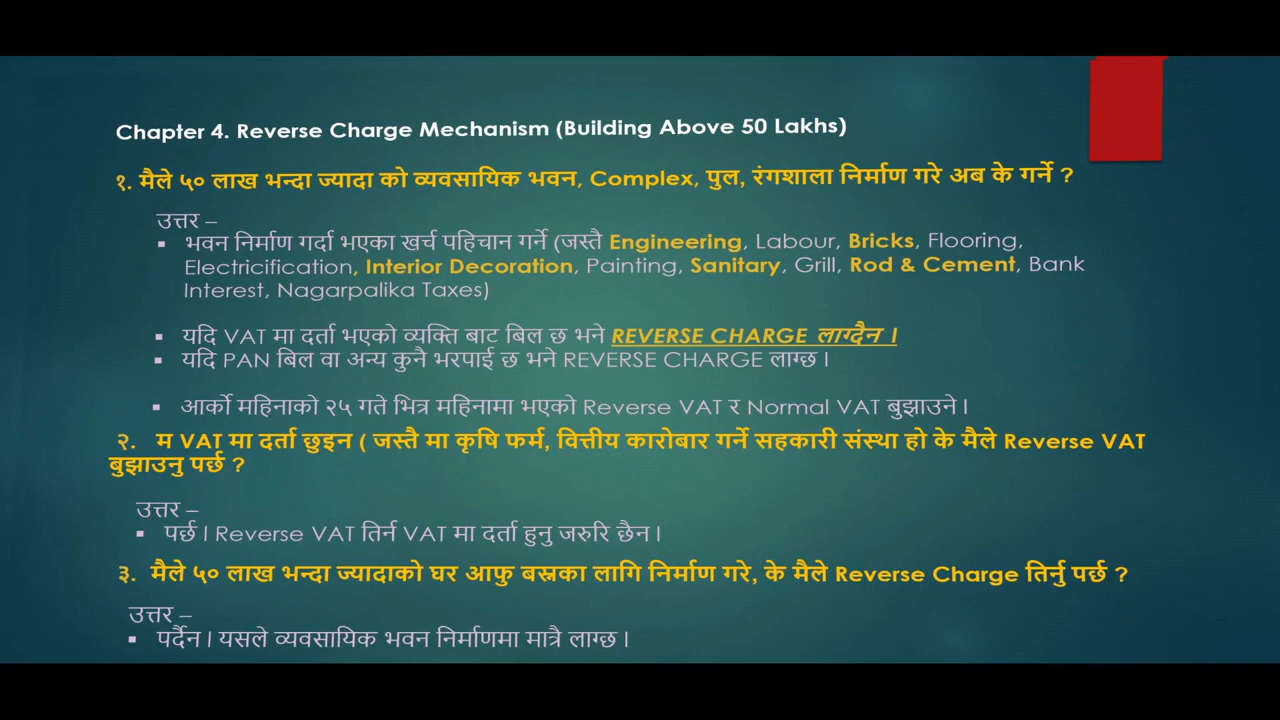 Chapter 4. Reverse Charge Mechanism (Building Above 50 Lakhs)
१. मैले ५० लाख भन्दा ज्यादा को व्यवसायिक भवन, Complex, पुल, रंगशाला निर्माण गरे अब के गर्ने ?
उत्तर –
▪ भवन निर्माण गर्दा भएका खर्च पहिचान गर्ने (जस्तै Engineering, Labour, Bricks, Flooring,
Electricification, Interior Decoration, Painting, Sanitary, Grill, Rod & Cement, Bank
Interest, Nagarpalika Taxes)
▪ यदि VAT मा दर्ता भएको व्यक्ति बाट बिल छ भने REVERSE CHARGE लाग्दैन ।
▪ यदि PAN बिल वा अन्य कुनै भरपाई छ भने REVERSE CHARGE लाग्छ ।
▪ आर्को महिनाको २५ गते भित्र महिनामा भएको Reverse VAT र Normal VAT बुझाउने ।
२. म VAT मा दर्ता छुइन ( जस्तै मा कृषि फर्म, वित्तीय कारोबार गर्ने सहकारी संस्था हो के मैले Reverse VAT
बुझाउनु पर्छ ?
उत्तर –
▪ पर्छ । Reverse VAT तिर्न VAT मा दर्ता हुनु जरुरि छैन ।
३. मैले ५० लाख भन्दा ज्यादाको घर आफु बस्नका लागि निर्माण गरे, के मैले Reverse Charge तिर्नु पर्छ ?
उत्तर –
▪ पर्दैन । यसले व्यवसायिक भवन निर्माणमा मात्रै लाग्छ ।